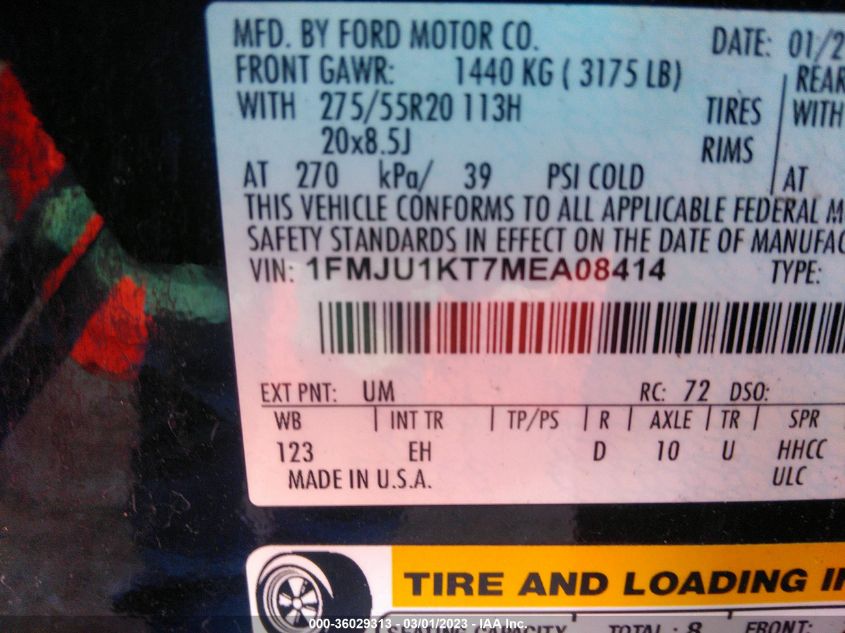 MFD. BY FORD MOTOR CO. DATE: 01/2
FRONT GAWR: 1440 KG ( 3175 LB) REAR
WITH 275/55R20 113H TIRES WITH
20x8.5J RIMS
AT 270 kPa/ 39 PSI COLD AT
THIS VEHICLE CONFORMS TO ALL APPLICABLE FEDERAL M
SAFETY STANDARDS IN EFFECT ON THE DATE OF MANUFAC
VIN: 1FMJU1KT7MEA08414 TYPE:
EXT PNT: UM RC: 72 DSO:
WB | INT TR | TP/PS | R | AXLE | TR | SPR
123 EH D 10 U HHCC
MADE IN U.S.A. ULC
TIRE AND LOADING IN
SEATING CAPACITY TOTAL : 8 FRONT:
000-36029313 - 03/01/2023 - IAA Inc.